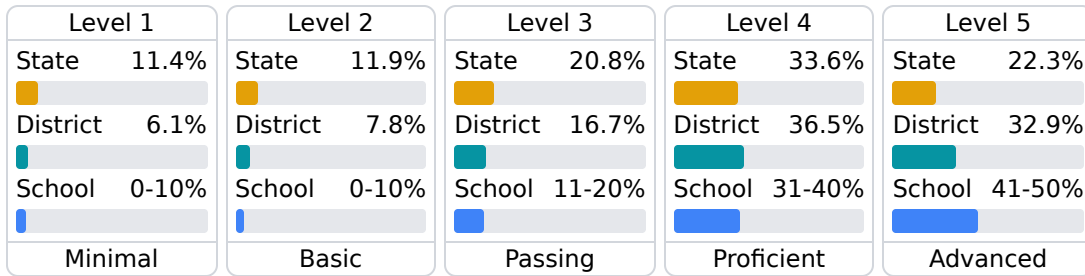 Level 1
State 11.4%
District 6.1%
School 0-10%
Minimal
Level 2
State 11.9%
District 7.8%
School 0-10%
Basic
Level 3
State 20.8%
District 16.7%
School 11-20%
Passing
Level 4
State 33.6%
District 36.5%
School 31-40%
Proficient
Level 5
State 22.3%
District 32.9%
School 41-50%
Advanced